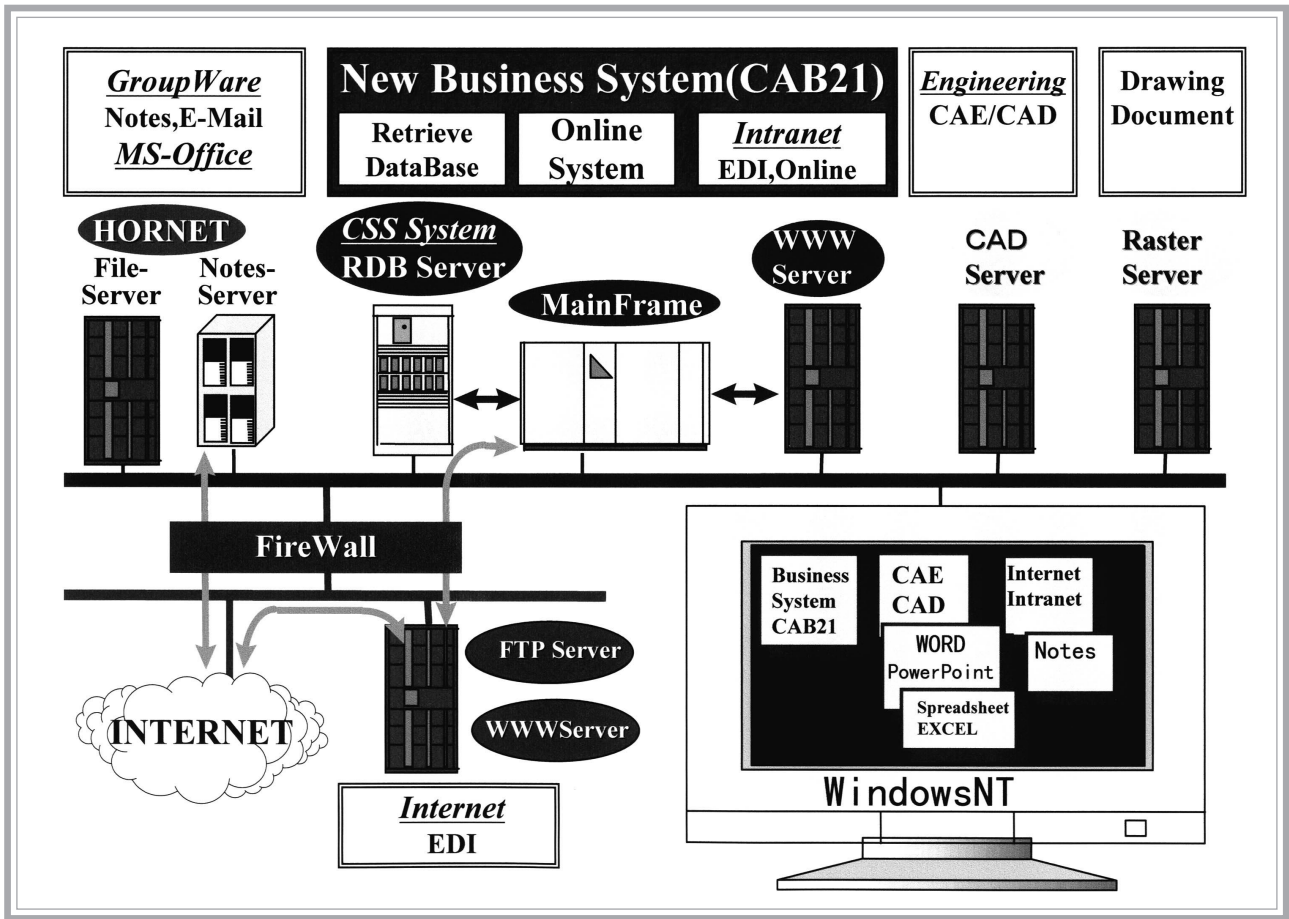 GroupWare
Notes,E-Mail
MS-Office
New Business System(CAB21)
Retrieve
DataBase
Online
System
Intranet
EDI,Online
Engineering
CAE/CAD
Drawing
Document
HORNET
File-
Server
Notes-
Server
CSS System
RDB Server
MainFrame
WWW
Server
CAD
Server
Raster
Server
FireWall
FTP Server
WWWServer
INTERNET
Internet
EDI
Business
System
CAB21
CAE
CAD
Internet
Intranet
WORD
PowerPoint
Notes
Spreadsheet
EXCEL
WindowsNT